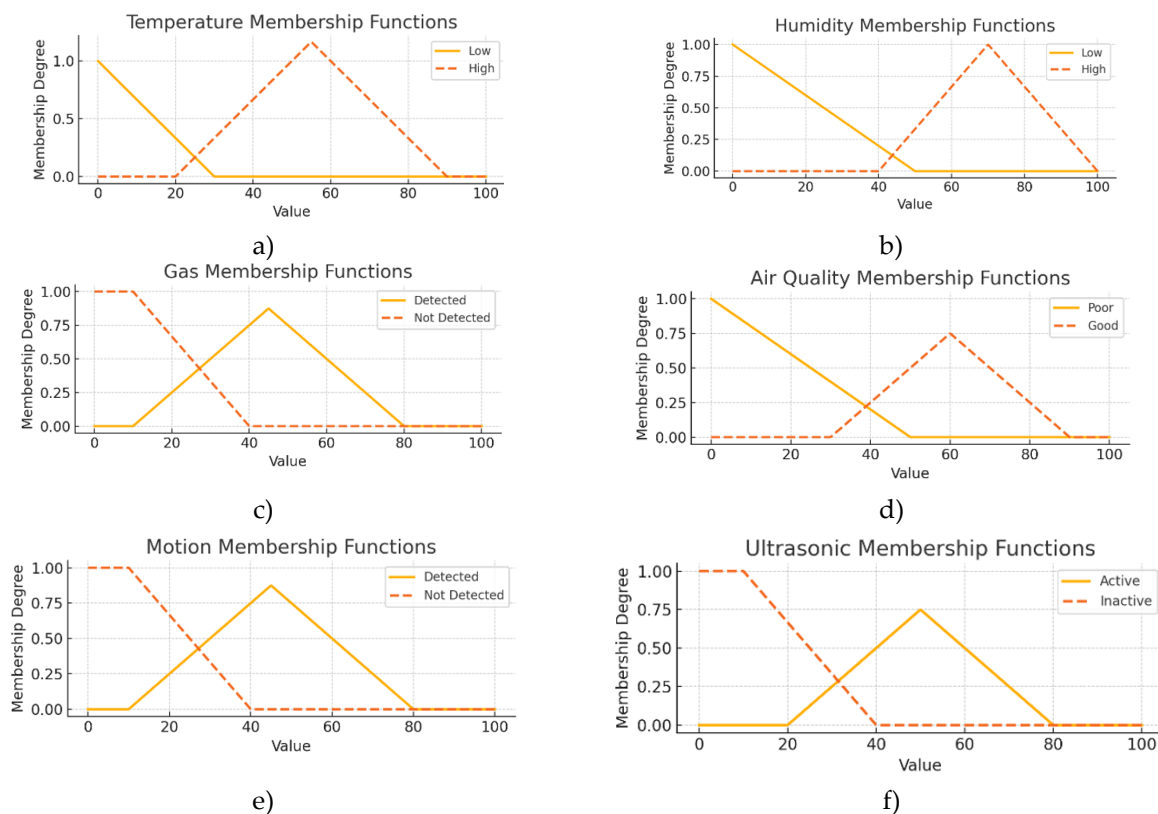 Temperature Membership Functions
Membership Degree
1.0
0.5
0.0
Low
High
0 20 40 60 80 100
Value
a)
Humidity Membership Functions
Membership Degree
1.00
0.75
0.50
0.25
0.00
Low
High
0 20 40 60 80 100
Value
b)
Gas Membership Functions
Membership Degree
1.00
0.75
0.50
0.25
0.00
Detected
Not Detected
0 20 40 60 80 100
Value
c)
Air Quality Membership Functions
Membership Degree
1.00
0.75
0.50
0.25
0.00
Poor
Good
0 20 40 60 80 100
Value
d)
Motion Membership Functions
Membership Degree
1.00
0.75
0.50
0.25
0.00
Detected
Not Detected
0 20 40 60 80 100
Value
e)
Ultrasonic Membership Functions
Membership Degree
1.00
0.75
0.50
0.25
0.00
Active
Inactive
0 20 40 60 80 100
Value
f)